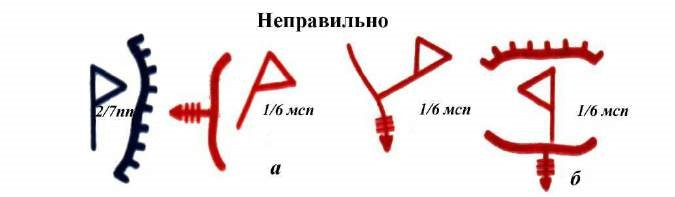 Неправильно
2/7пп
1/6 мсп
1/6 мсп
1/6 мсп
а
б